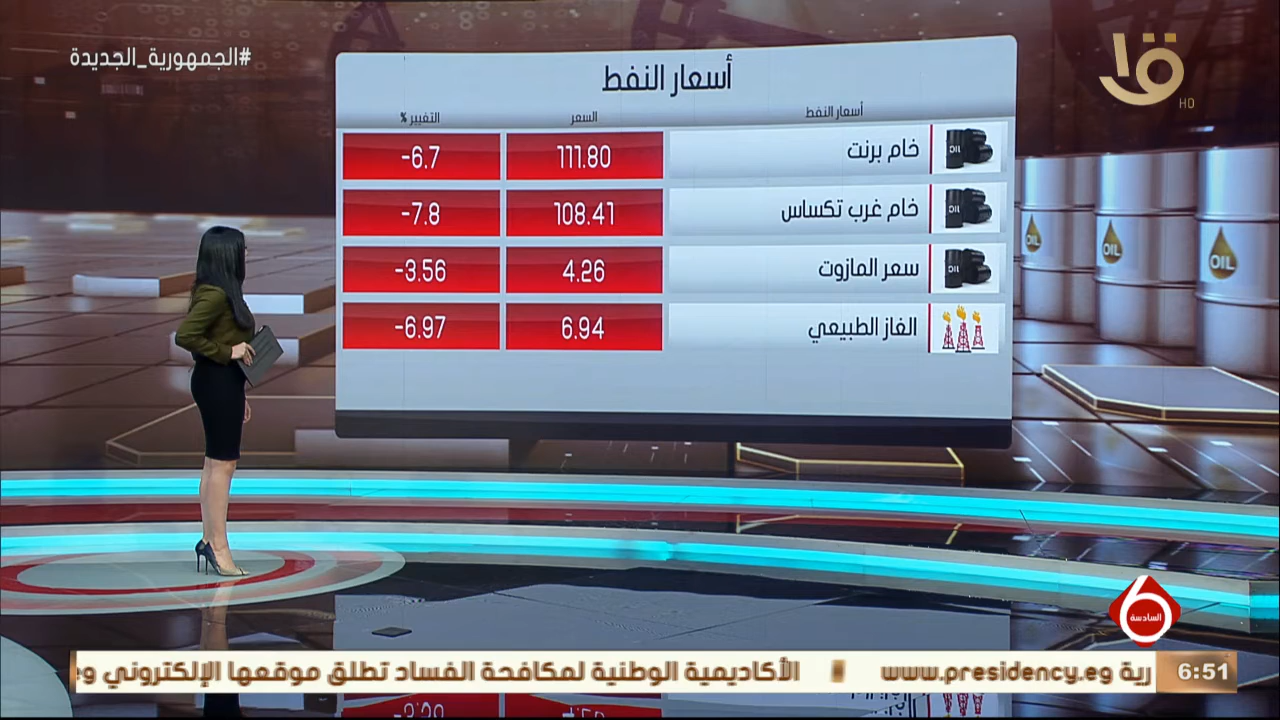 #الجمهورية_الجديدة
HD
أسعار النفط
أسعار النفط السعر التغيير %
خام برنت 111.80 -6.7
خام غرب تكساس 108.41 -7.8
سعر المازوت 4.26 -3.56
الغاز الطبيعي 6.94 -6.97
OIL
OIL
OIL
OIL
OIL
OIL
6
السادسة
6:51
رية www.presidency.eg
الأكاديمية الوطنية لمكافحة الفساد تطلق موقعها الإلكتروني